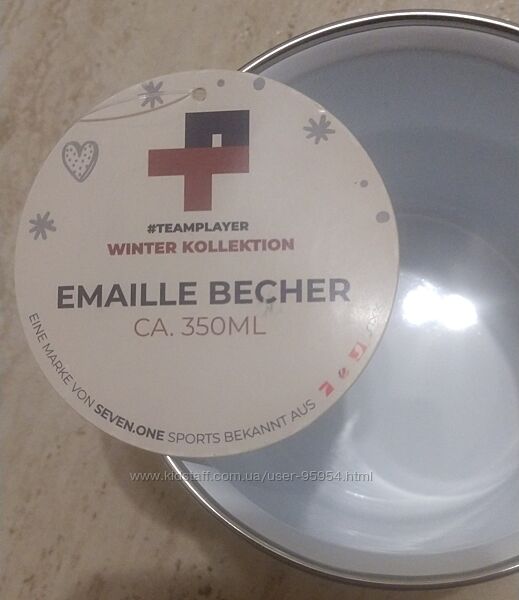 #TEAMPLAYER
WINTER KOLLEKTION
EMAILLE BECHER
CA. 350ML
EINE MARKE VON SEVEN.ONE SPORTS BEKANNT AUS
www.kidstaff.com.ua/user-95954.html